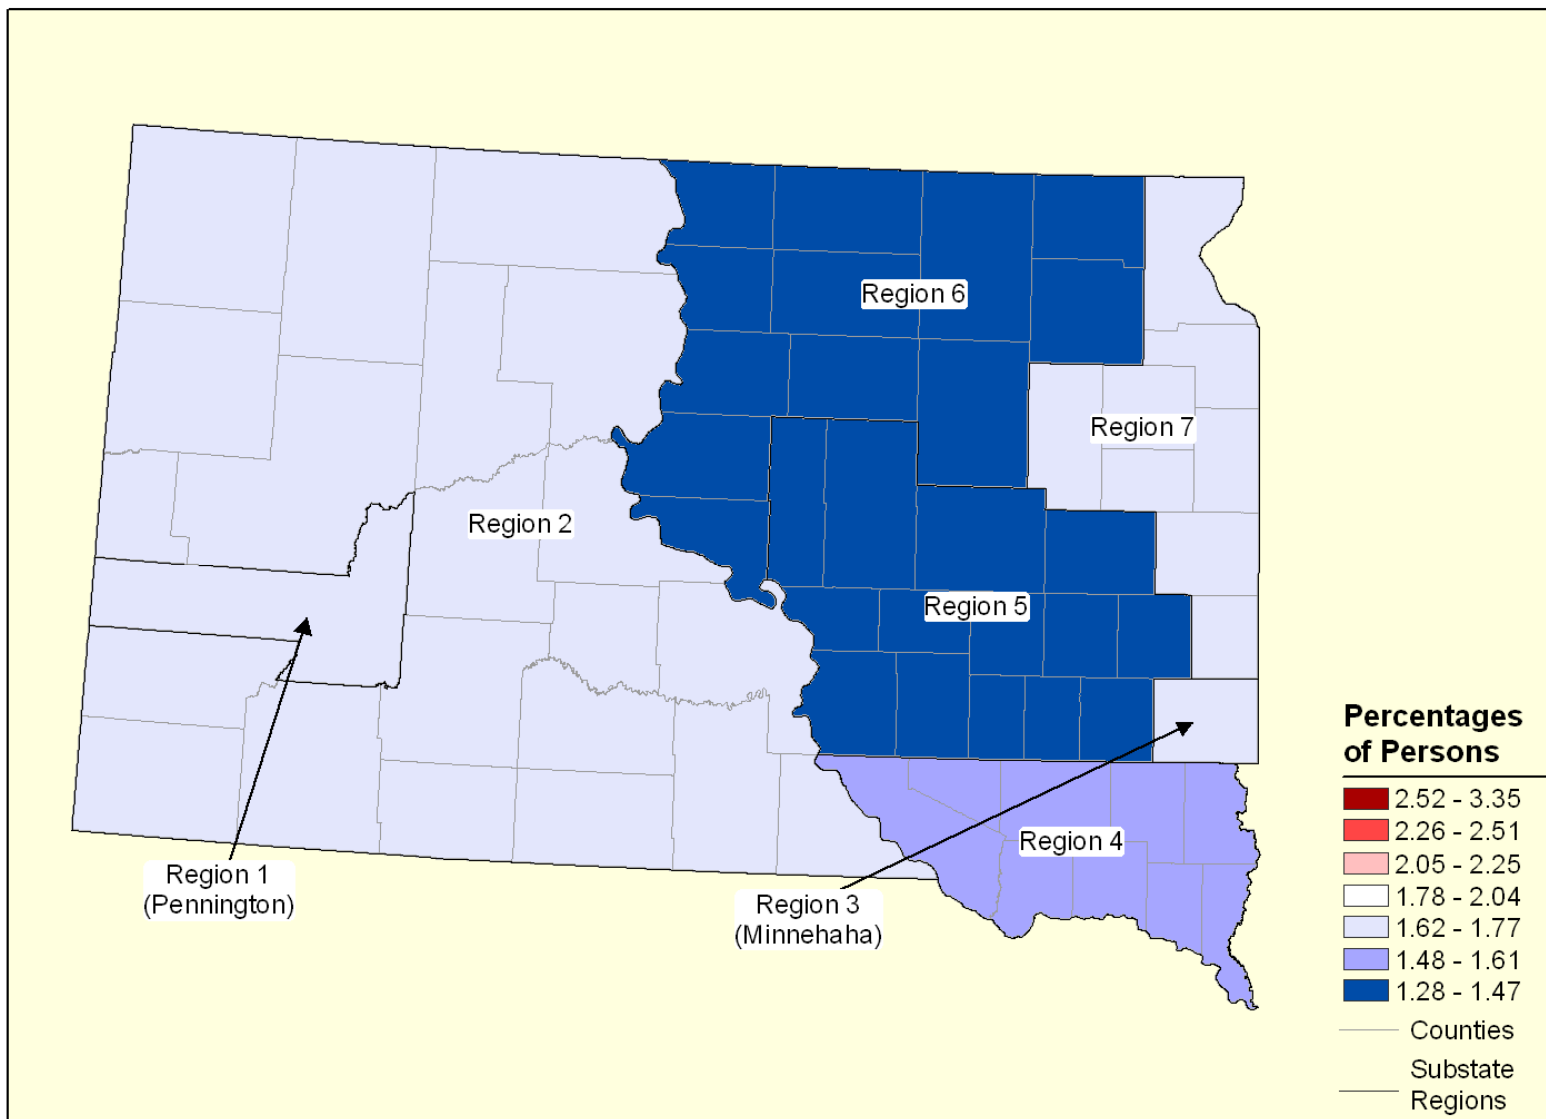 Region 6
Region 7
Region 2
Region 5
Region 4
Region 1
(Pennington)
Region 3
(Minnehaha)
Percentages
of Persons
2.52 - 3.35
2.26 - 2.51
2.05 - 2.25
1.78 - 2.04
1.62 - 1.77
1.48 - 1.61
1.28 - 1.47
Counties
Substate
Regions